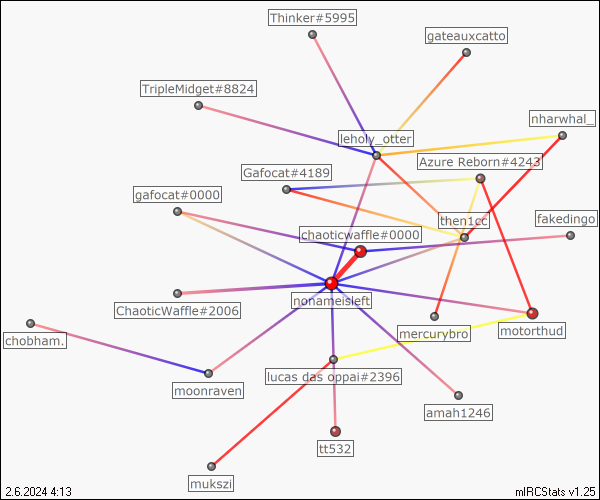 Thinker#5995
gateauxcatto
TripleMidget#8824
nharwhal_
leholy_otter
Azure Reborn#4243
Gafocat#4189
gafocat#0000
then1cc
fakedingo
chaoticwaffle#0000
nonameisleft
ChaoticWaffle#2006
mercurybro
motorthud
chobham.
lucas das oppai#2396
moonraven
amah1246
tt532
mukszi
2.6.2024 4:13
mIRCStats v1.25